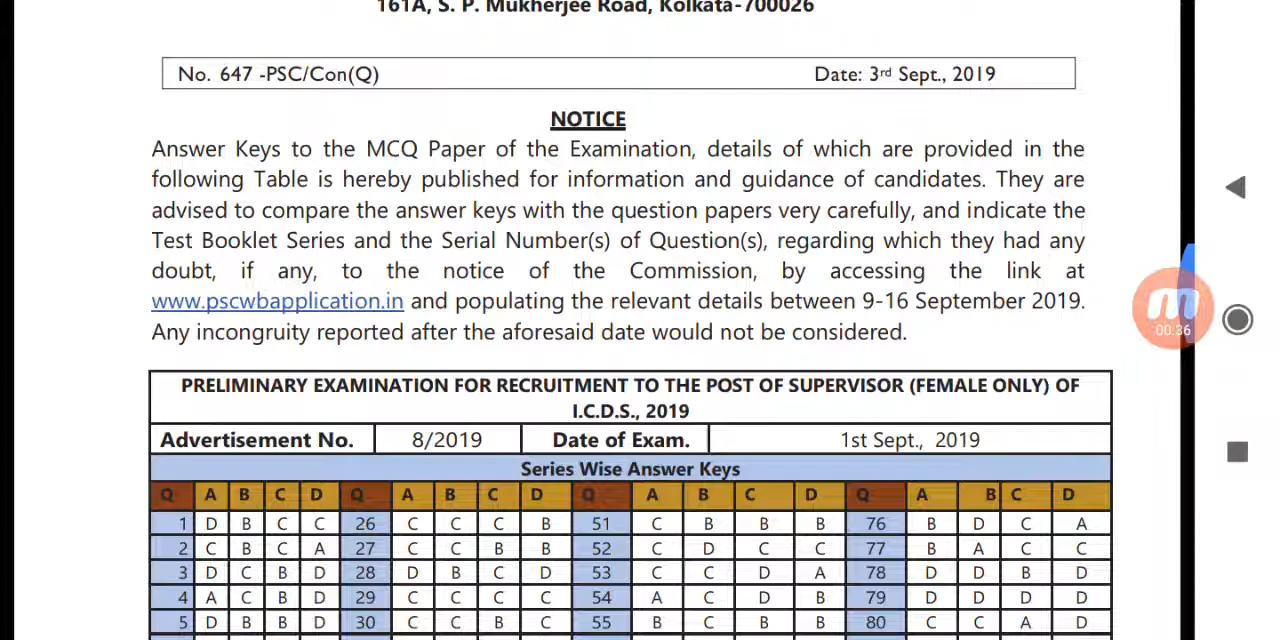 161A, S. P. Mukherjee Road, Kolkata-700026
No. 647 -PSC/Con(Q) Date: 3rd Sept., 2019
NOTICE
Answer Keys to the MCQ Paper of the Examination, details of which are provided in the
following Table is hereby published for information and guidance of candidates. They are
advised to compare the answer keys with the question papers very carefully, and indicate the
Test Booklet Series and the Serial Number(s) of Question(s), regarding which they had any
doubt, if any, to the notice of the Commission, by accessing the link at
www.pscwbapplication.in and populating the relevant details between 9-16 September 2019.
Any incongruity reported after the aforesaid date would not be considered.
PRELIMINARY EXAMINATION FOR RECRUITMENT TO THE POST OF SUPERVISOR (FEMALE ONLY) OF
I.C.D.S., 2019
Advertisement No. 8/2019 Date of Exam. 1st Sept., 2019
Series Wise Answer Keys
Q A B C D Q A B C D Q A B C D Q A B C D
1 D B C C 26 C C C B 51 C B B B 76 B D C A
2 C B C A 27 C C B B 52 C D C C 77 B A C C
3 D C B D 28 D B C D 53 C C D A 78 D D B D
4 A C B D 29 C C C C 54 A C D B 79 D D D D
5 D B B D 30 C C B C 55 B C B B 80 C C A D
00:36